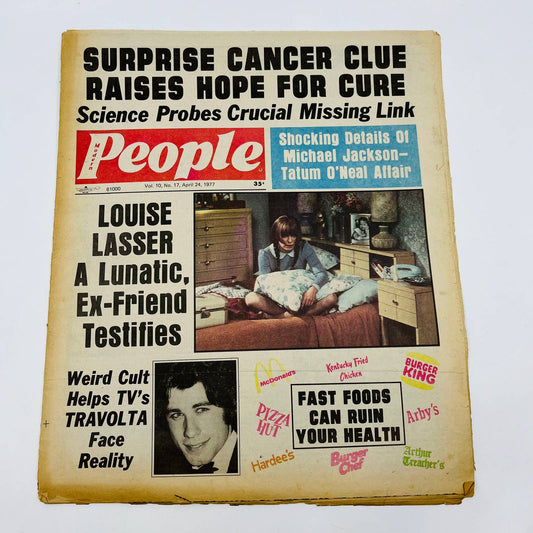 SURPRISE CANCER CLUE
RAISES HOPE FOR CURE
Science Probes Crucial Missing Link
Modern
People
61000
Vol. 10, No. 17, April 24, 1977
35¢
Shocking Details Of
Michael Jackson–
Tatum O'Neal Affair
LOUISE
LASSER
A Lunatic,
Ex-Friend
Testifies
Weird Cult
Helps TV's
TRAVOLTA
Face
Reality
McDonald's
Kentucky Fried
Chicken
BURGER
KING
PIZZA
HUT
FAST FOODS
CAN RUIN
YOUR HEALTH
Arby's
Hardee's
Burger
Chef
Arthur
Treacher's